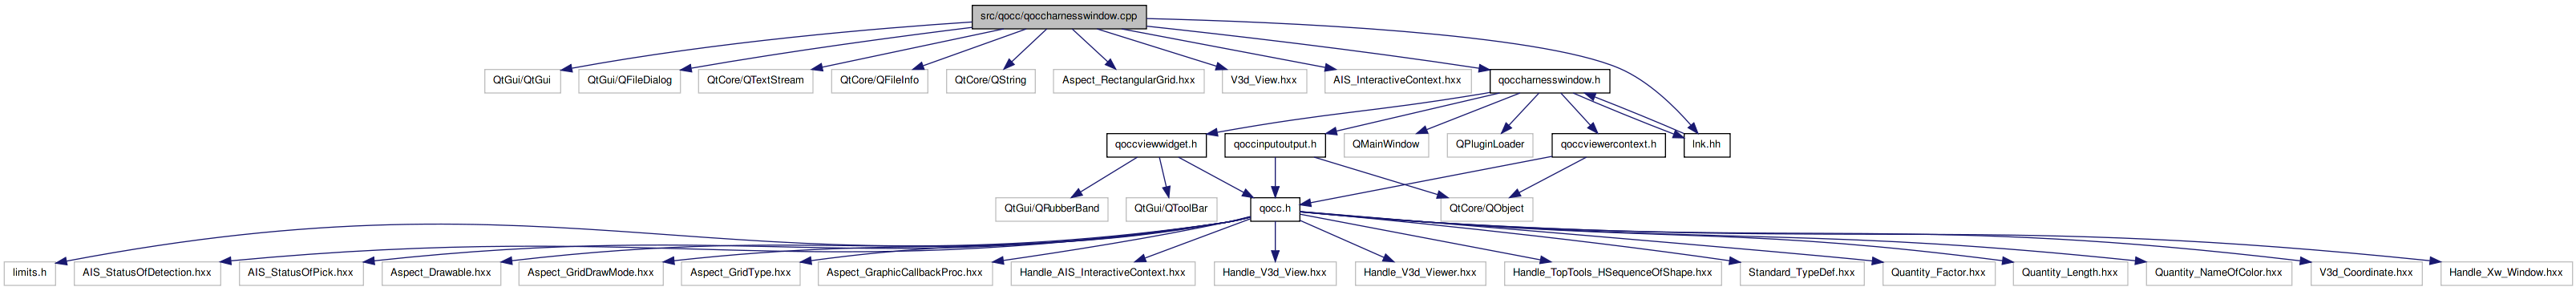 src/qocc/qoccharnesswindow.cpp
QtGui/QtGui
QtGui/QFileDialog
QtCore/QTextStream
QtCore/QFileInfo
QtCore/QString
Aspect_RectangularGrid.hxx
V3d_View.hxx
AIS_InteractiveContext.hxx
qoccharnesswindow.h
qoccviewwidget.h
qoccinputoutput.h
QMainWindow
QPluginLoader
qoccviewercontext.h
lnk.hh
QtGui/QRubberBand
QtGui/QToolBar
qocc.h
QtCore/QObject
limits.h
AIS_StatusOfDetection.hxx
AIS_StatusOfPick.hxx
Aspect_Drawable.hxx
Aspect_GridDrawMode.hxx
Aspect_GridType.hxx
Aspect_GraphicCallbackProc.hxx
Handle_AIS_InteractiveContext.hxx
Handle_V3d_View.hxx
Handle_V3d_Viewer.hxx
Handle_TopTools_HSequenceOfShape.hxx
Standard_TypeDef.hxx
Quantity_Factor.hxx
Quantity_Length.hxx
Quantity_NameOfColor.hxx
V3d_Coordinate.hxx
Handle_Xw_Window.hxx